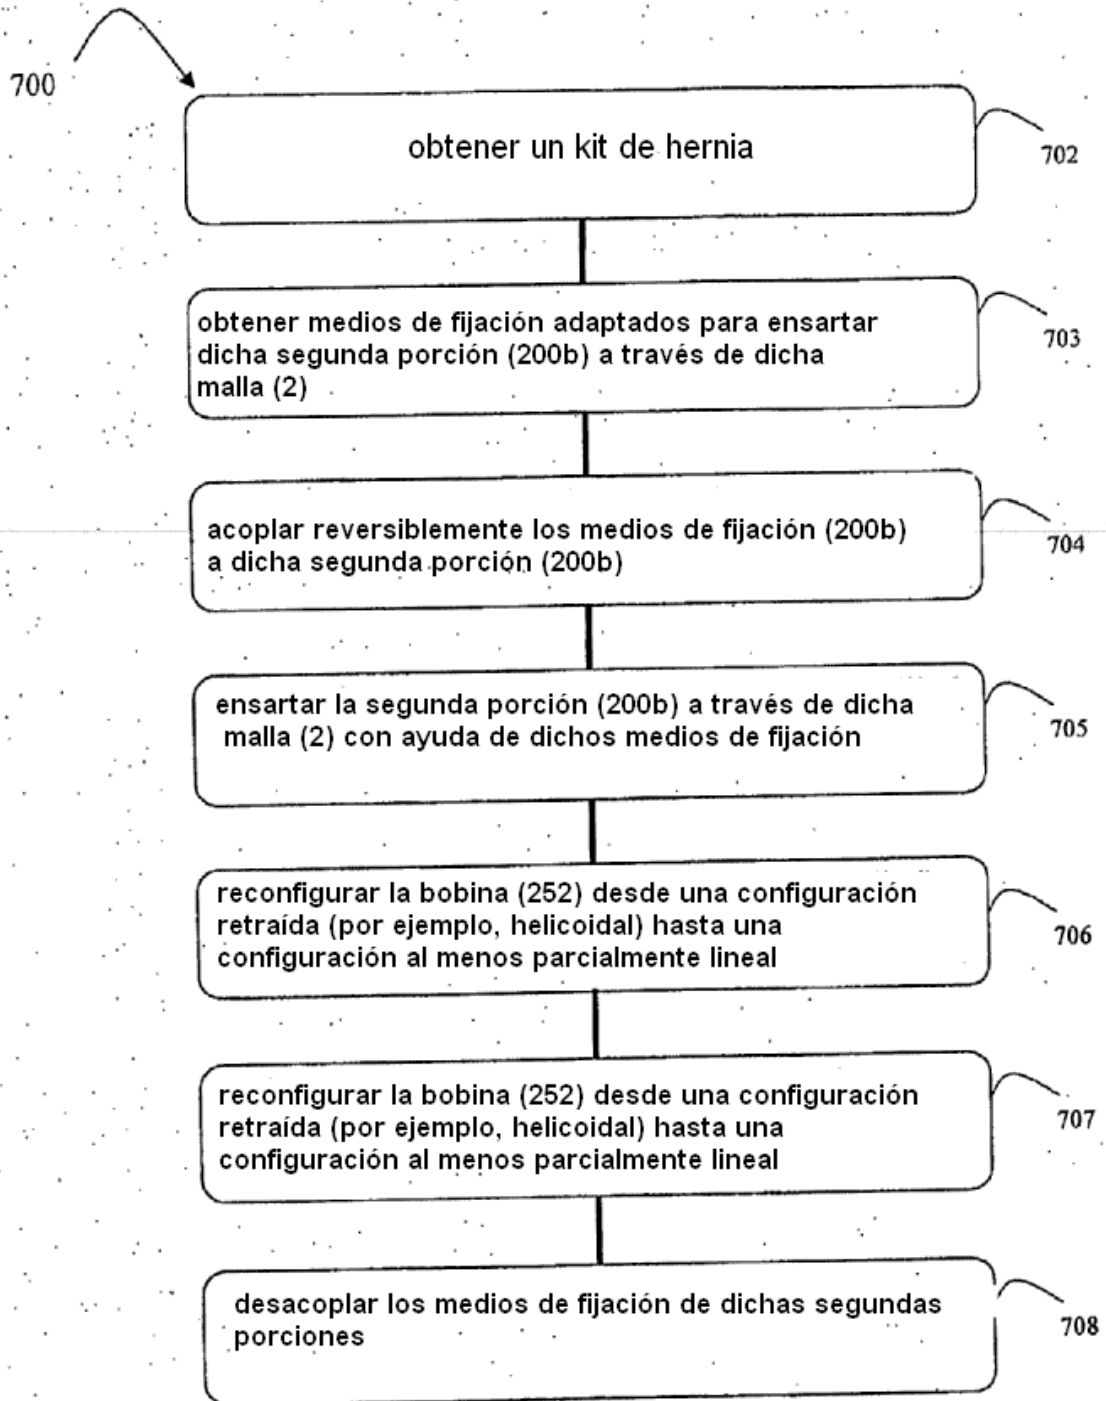 700
obtener un kit de hernia
702
obtener medios de fijación adaptados para ensartar
dicha segunda porción (200b) a través de dicha
malla (2)
703
acoplar reversiblemente los medios de fijación (200b)
a dicha segunda porción (200b)
704
ensartar la segunda porción (200b) a través de dicha
malla (2) con ayuda de dichos medios de fijación
705
reconfigurar la bobina (252) desde una configuración
retraída (por ejemplo, helicoidal) hasta una
configuración al menos parcialmente lineal
706
reconfigurar la bobina (252) desde una configuración
retraída (por ejemplo, helicoidal) hasta una
configuración al menos parcialmente lineal
707
desacoplar los medios de fijación de dichas segundas
porciones
708